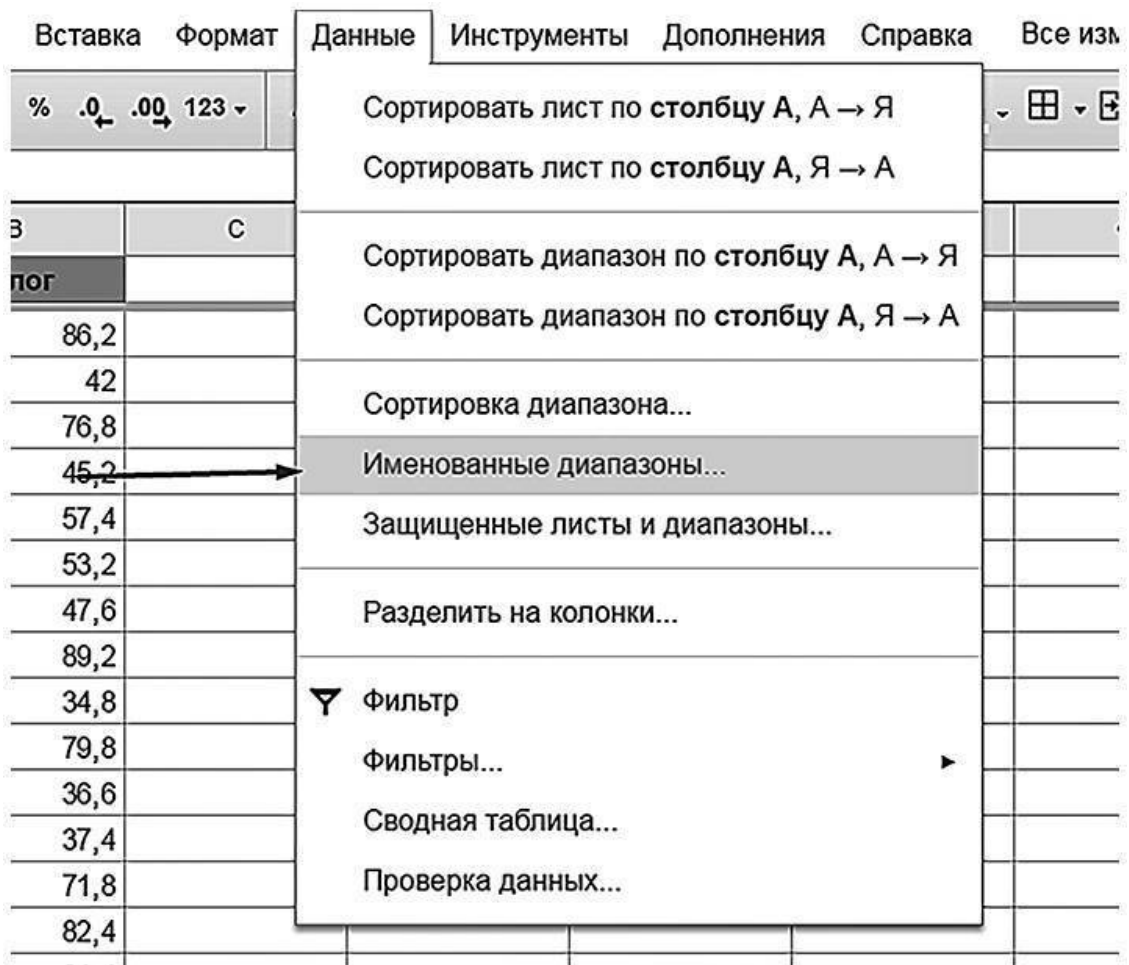 Вставка Формат Данные Инструменты Дополнения Справка Все изм
% .0 .00 123
Сортировать лист по столбцу A, А → Я
Сортировать лист по столбцу A, Я → А
B C
лог
Сортировать диапазон по столбцу A, А → Я
Сортировать диапазон по столбцу A, Я → А
86,2
42
Сортировка диапазона...
76,8
45,2
Именованные диапазоны...
57,4
Защищенные листы и диапазоны...
53,2
47,6
Разделить на колонки...
89,2
34,8
Фильтр
79,8
Фильтры...
36,6
Сводная таблица...
37,4
71,8
Проверка данных...
82,4